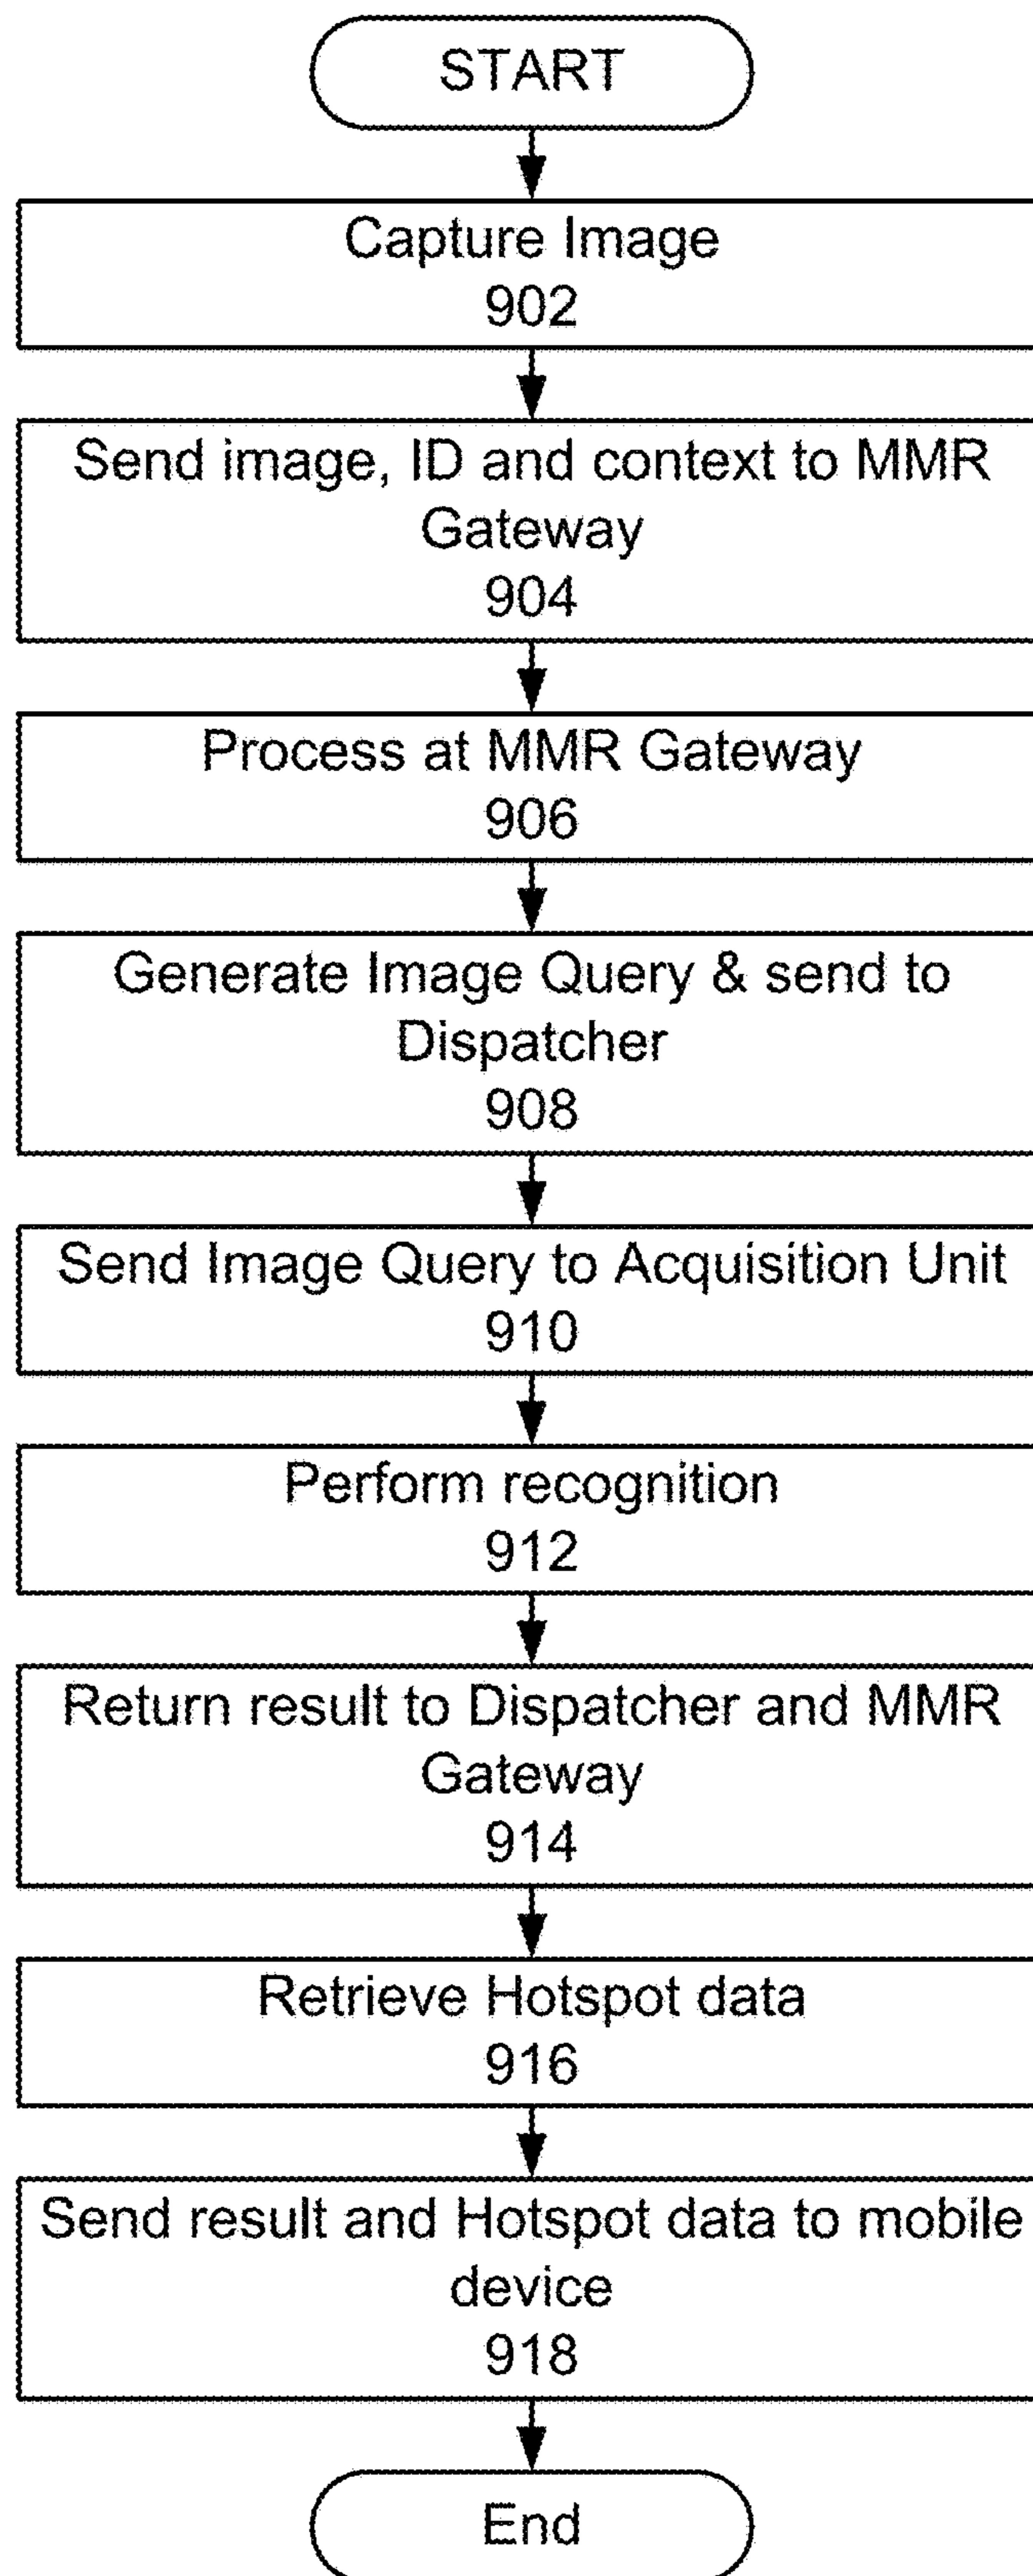 START
Capture Image
902
Send image, ID and context to MMR
Gateway
904
Process at MMR Gateway
906
Generate Image Query & send to
Dispatcher
908
Send Image Query to Acquisition Unit
910
Perform recognition
912
Return result to Dispatcher and MMR
Gateway
914
Retrieve Hotspot data
916
Send result and Hotspot data to mobile
device
918
End